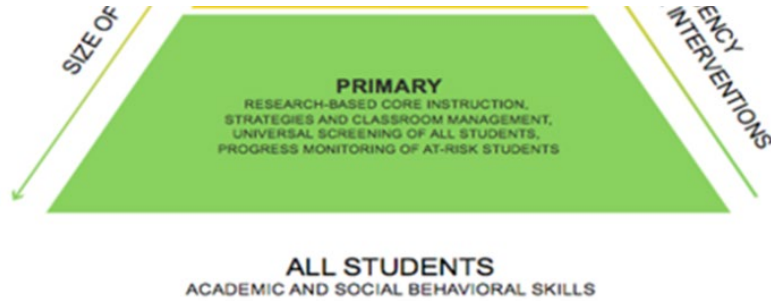 SIZE OF
ENCY
INTERVENTIONS
PRIMARY
RESEARCH-BASED CORE INSTRUCTION,
STRATEGIES AND CLASSROOM MANAGEMENT,
UNIVERSAL SCREENING OF ALL STUDENTS,
PROGRESS MONITORING OF AT-RISK STUDENTS
ALL STUDENTS
ACADEMIC AND SOCIAL BEHAVIORAL SKILLS